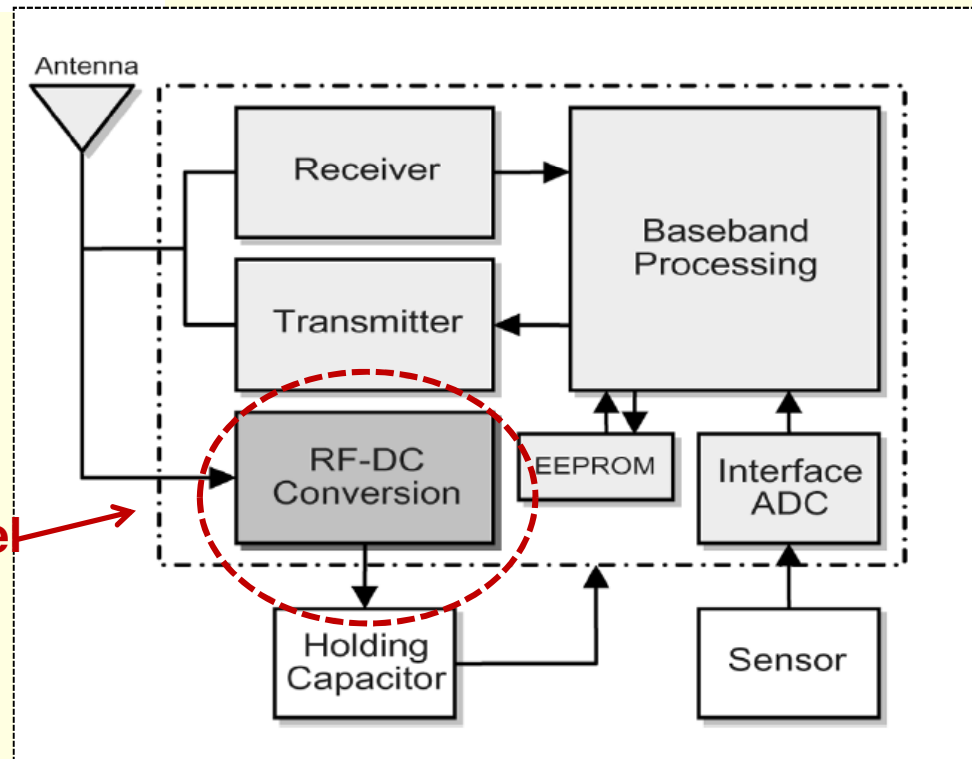 Antenna
Receiver
Baseband
Processing
Transmitter
RF-DC
Conversion
EEPROM
Interface
ADC
Holding
Capacitor
Sensor